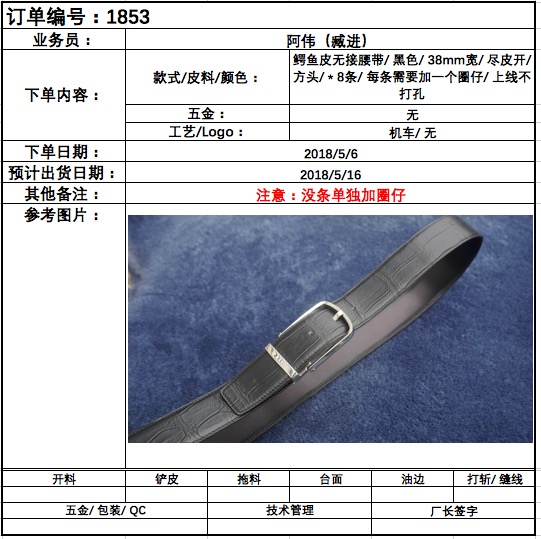 订单编号：1853
业务员：
阿伟（臧进）
下单内容：
款式/皮料/颜色：
鳄鱼皮无接腰带/ 黑色/ 38mm宽/ 尽皮开/
方头/ * 8条/ 每条需要加一个圈仔/ 上线不
打孔
五金：
无
工艺/Logo：
机车/ 无
下单日期：
2018/5/6
预计出货日期：
2018/5/16
其他备注：
注意：没条单独加圈仔
参考图片：
开料 铲皮 拖料 台面 油边 打斩/ 缝线
五金/ 包装/ QC 技术管理 厂长签字